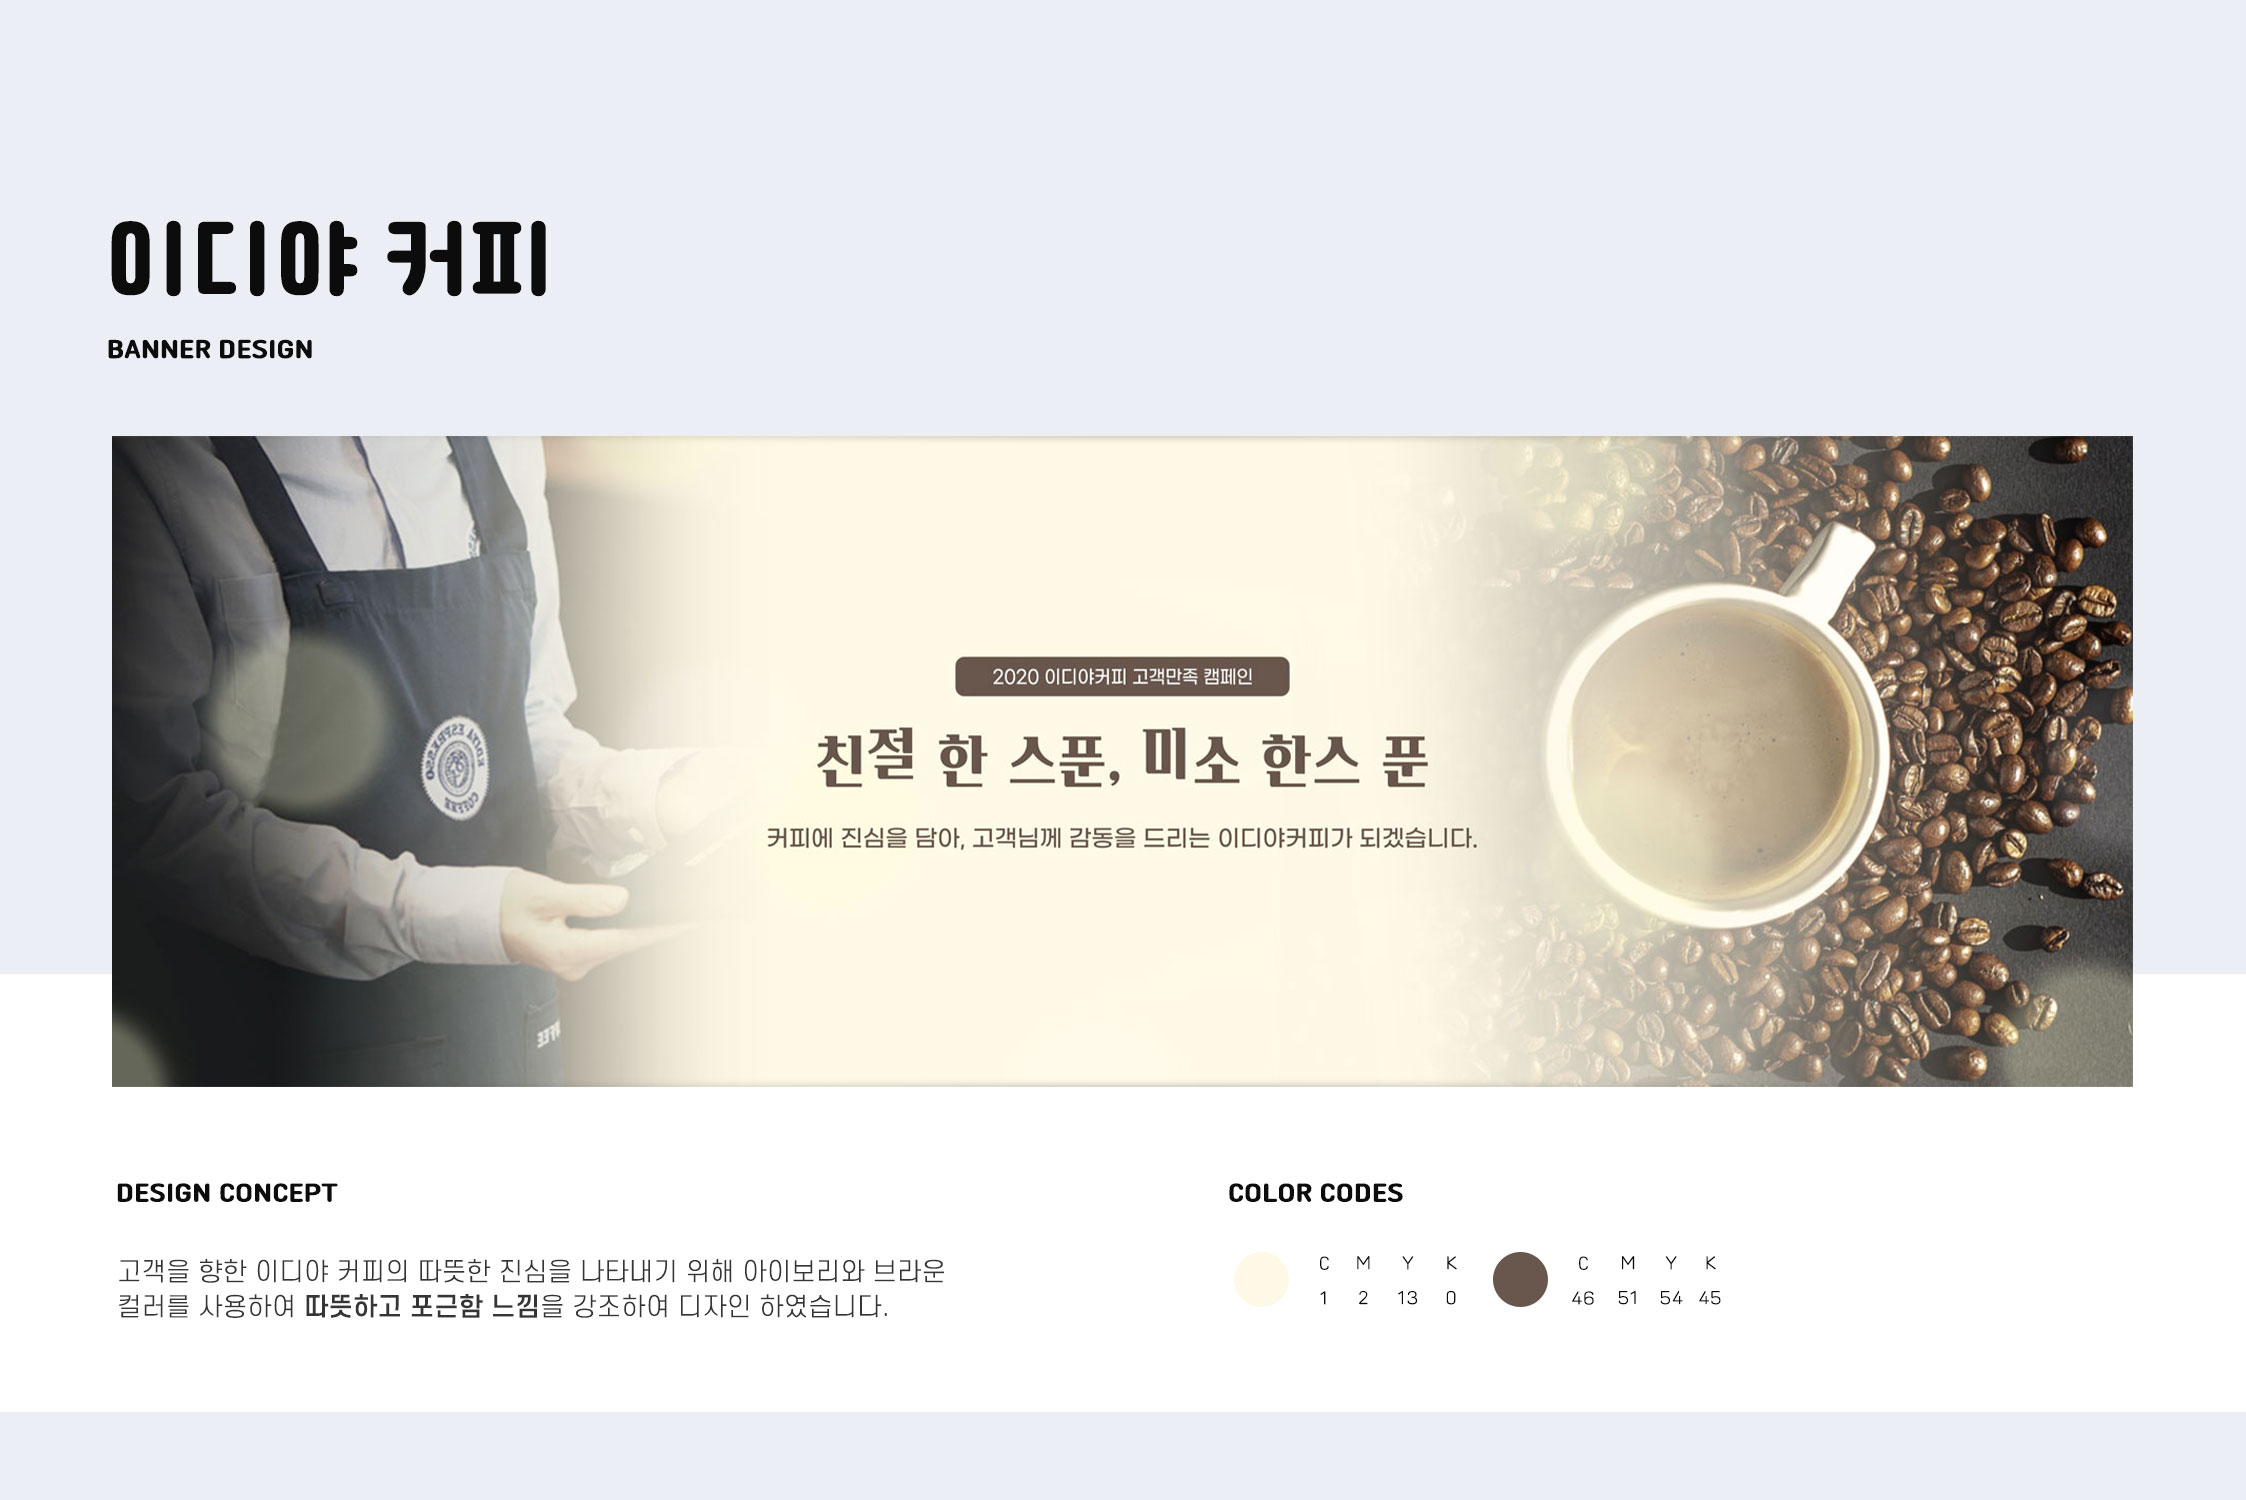 이디야 커피
BANNER DESIGN
EDIYA ESPRESSO
COFFEE
2020 이디야커피 고객만족 캠페인
친절 한 스푼, 미소 한스 푼
커피에 진심을 담아, 고객님께 감동을 드리는 이디야커피가 되겠습니다.
DESIGN CONCEPT
고객을 향한 이디야 커피의 따뜻한 진심을 나타내기 위해 아이보리와 브라운
컬러를 사용하여 따뜻하고 포근함 느낌을 강조하여 디자인 하였습니다.
COLOR CODES
C M Y K C M Y K
1 2 13 0 46 51 54 45